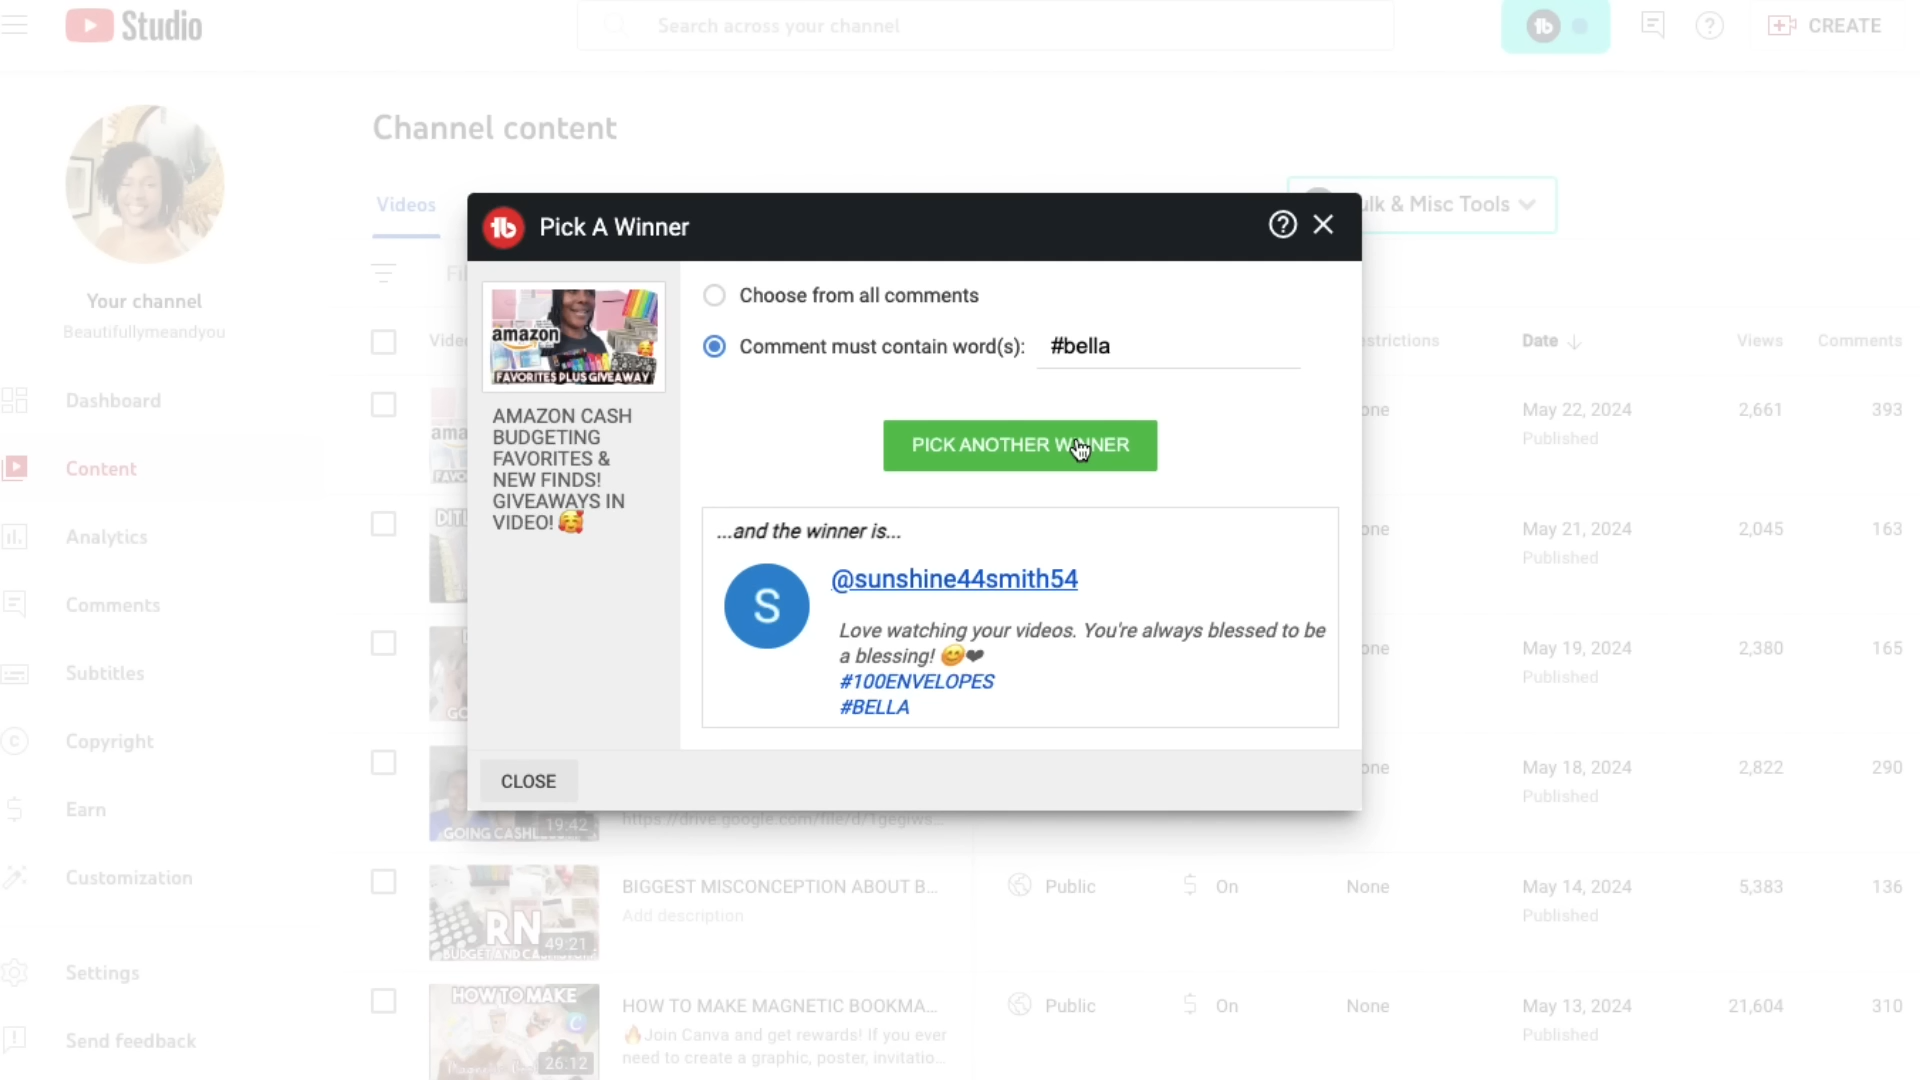 Studio
Search across your channel
CREATE
Your channel
Beautifullymeandyou
Dashboard
Content
Analytics
Comments
Subtitles
Copyright
Earn
Customization
Settings
Send feedback
Channel content
Videos
& Misc Tools
Date
Views
Comments
May 22, 2024
2,661
393
Published
May 21, 2024
2,045
163
Published
May 19, 2024
2,380
165
Published
May 18, 2024
2,822
290
Published
Pick A Winner
amazon
FAVORITES PLUS GIVEAWAY
AMAZON CASH
BUDGETING
FAVORITES &
NEW FINDS!
GIVEAWAYS IN
VIDEO! 🥰
Choose from all comments
Comment must contain word(s): #bella
PICK ANOTHER WINNER
...and the winner is...
S
@sunshine44smith54
Love watching your videos. You're always blessed to be
a blessing! 😊❤
#100ENVELOPES
#BELLA
CLOSE
19:42
RN
49:21
BIGGEST MISCONCEPTION ABOUT B...
Add description
Public
On
None
May 14, 2024
5,383
136
Published
HOW TO MAKE
26:12
HOW TO MAKE MAGNETIC BOOKMA...
🔥Join Canva and get rewards! If you ever
need to create a graphic, poster, invitatio...
Public
On
None
May 13, 2024
21,604
310
Published